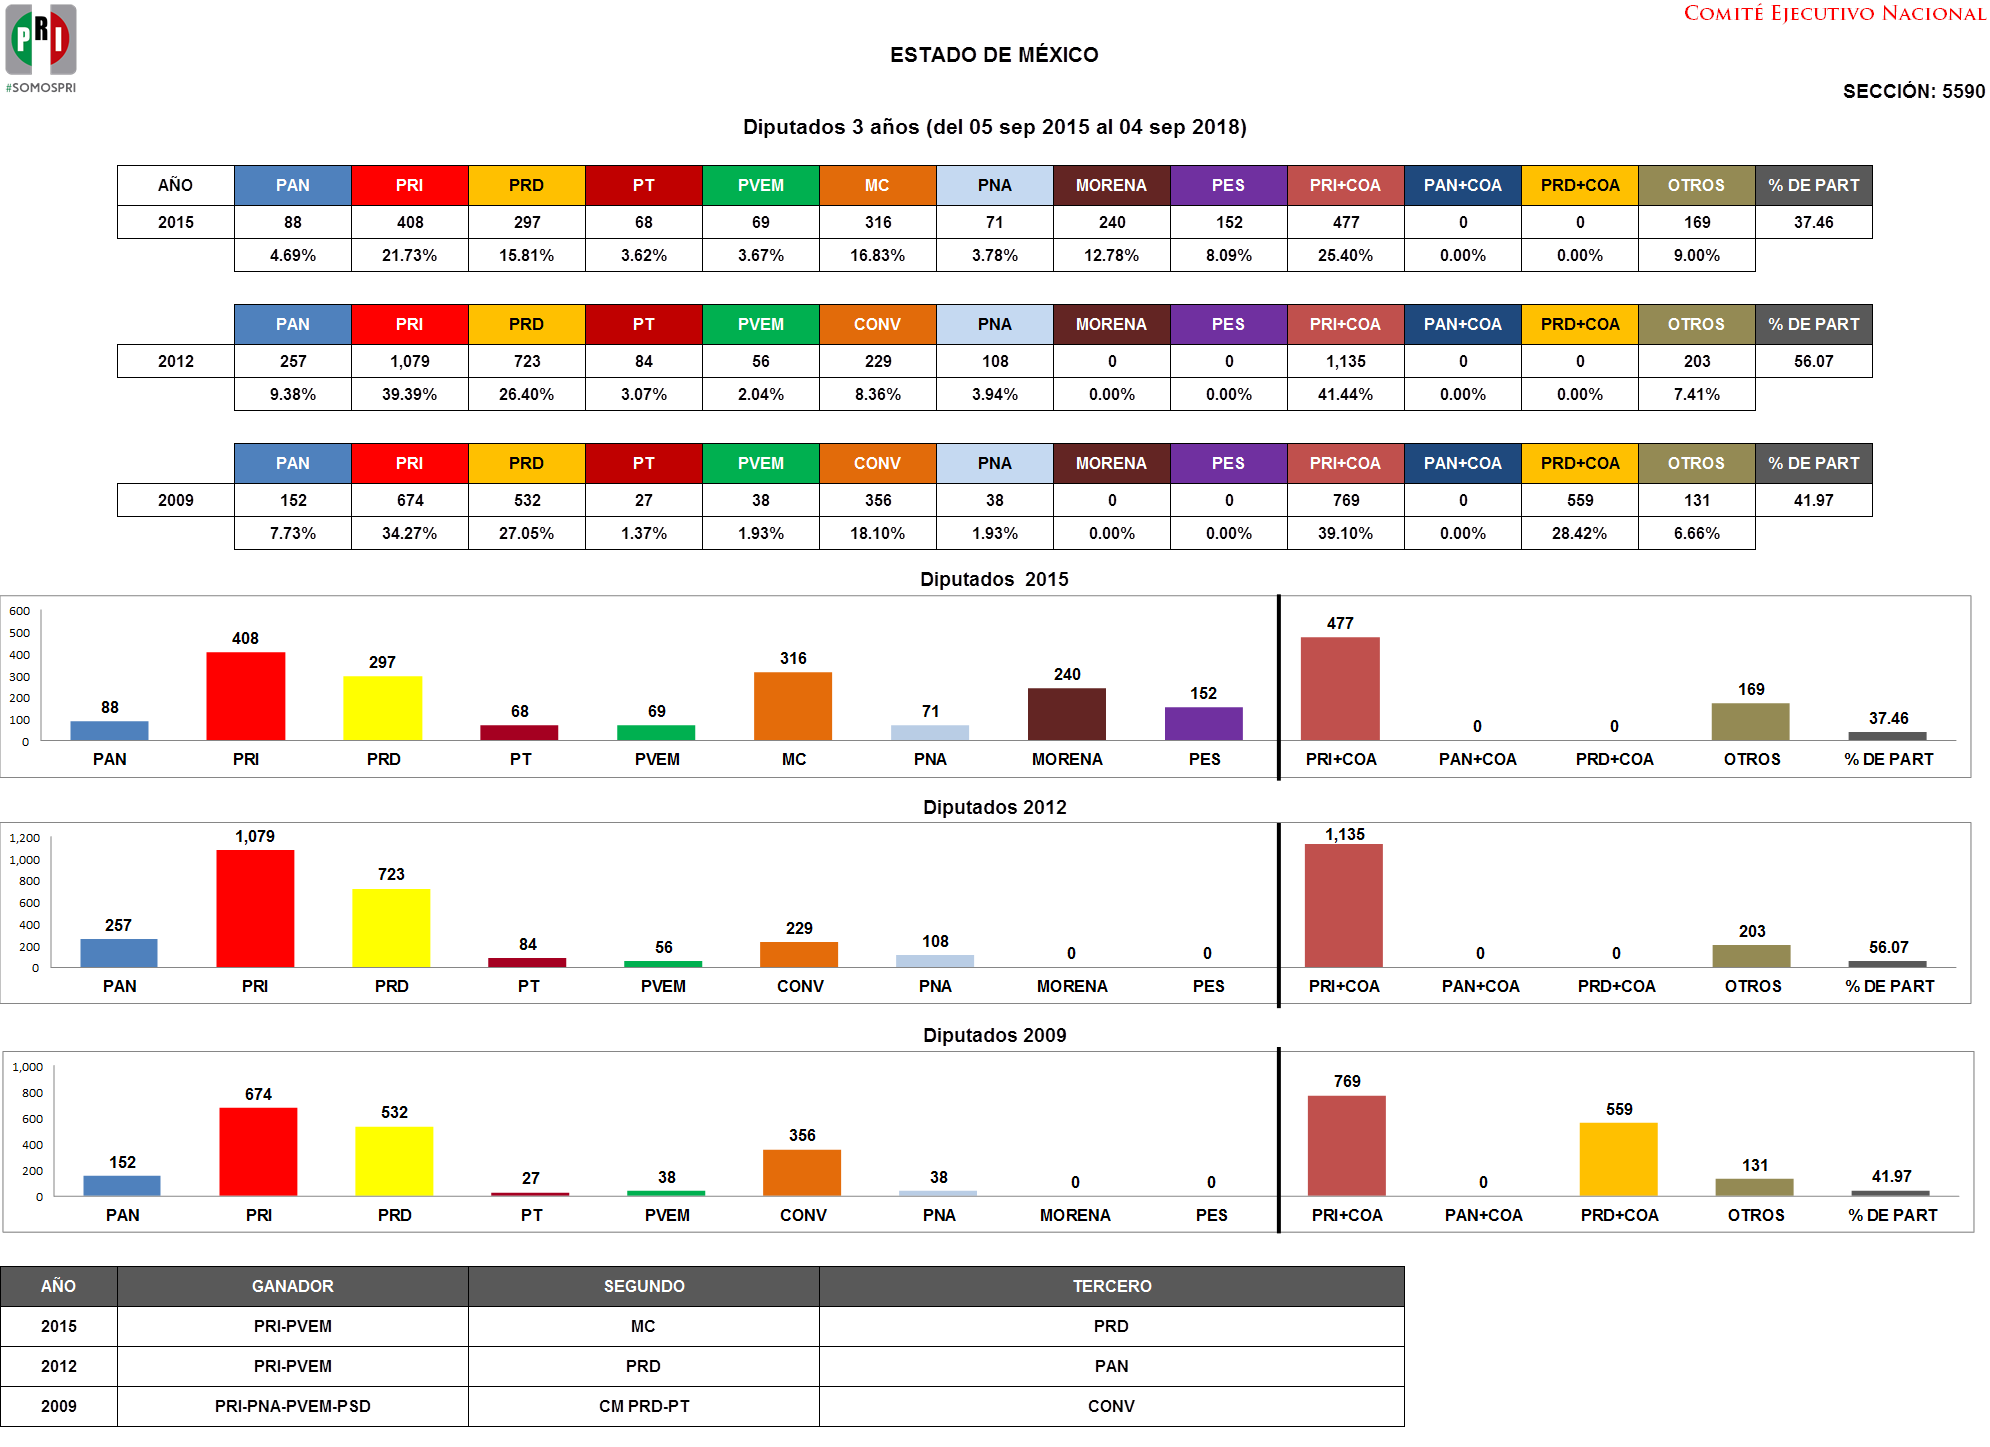 PRI
#SOMOSPRI
COMITÉ EJECUTIVO NACIONAL
ESTADO DE MÉXICO
SECCIÓN: 5590
Diputados 3 años (del 05 sep 2015 al 04 sep 2018)
AÑO PAN PRI PRD PT PVEM MC PNA MORENA PES PRI+COA PAN+COA PRD+COA OTROS % DE PART
2015 88 408 297 68 69 316 71 240 152 477 0 0 169 37.46
4.69% 21.73% 15.81% 3.62% 3.67% 16.83% 3.78% 12.78% 8.09% 25.40% 0.00% 0.00% 9.00%
PAN PRI PRD PT PVEM CONV PNA MORENA PES PRI+COA PAN+COA PRD+COA OTROS % DE PART
2012 257 1,079 723 84 56 229 108 0 0 1,135 0 0 203 56.07
9.38% 39.39% 26.40% 3.07% 2.04% 8.36% 3.94% 0.00% 0.00% 41.44% 0.00% 0.00% 7.41%
PAN PRI PRD PT PVEM CONV PNA MORENA PES PRI+COA PAN+COA PRD+COA OTROS % DE PART
2009 152 674 532 27 38 356 38 0 0 769 0 559 131 41.97
7.73% 34.27% 27.05% 1.37% 1.93% 18.10% 1.93% 0.00% 0.00% 39.10% 0.00% 28.42% 6.66%
Diputados 2015
600
500
400
300
200
100
0
88 408 297 68 69 316 71 240 152 477 0 0 169 37.46
PAN PRI PRD PT PVEM MC PNA MORENA PES PRI+COA PAN+COA PRD+COA OTROS % DE PART
Diputados 2012
1,200
1,000
800
600
400
200
0
257 1,079 723 84 56 229 108 0 0 1,135 0 0 203 56.07
PAN PRI PRD PT PVEM CONV PNA MORENA PES PRI+COA PAN+COA PRD+COA OTROS % DE PART
Diputados 2009
1,000
800
600
400
200
0
152 674 532 27 38 356 38 0 0 769 0 559 131 41.97
PAN PRI PRD PT PVEM CONV PNA MORENA PES PRI+COA PAN+COA PRD+COA OTROS % DE PART
AÑO GANADOR SEGUNDO TERCERO
2015 PRI-PVEM MC PRD
2012 PRI-PVEM PRD PAN
2009 PRI-PNA-PVEM-PSD CM PRD-PT CONV